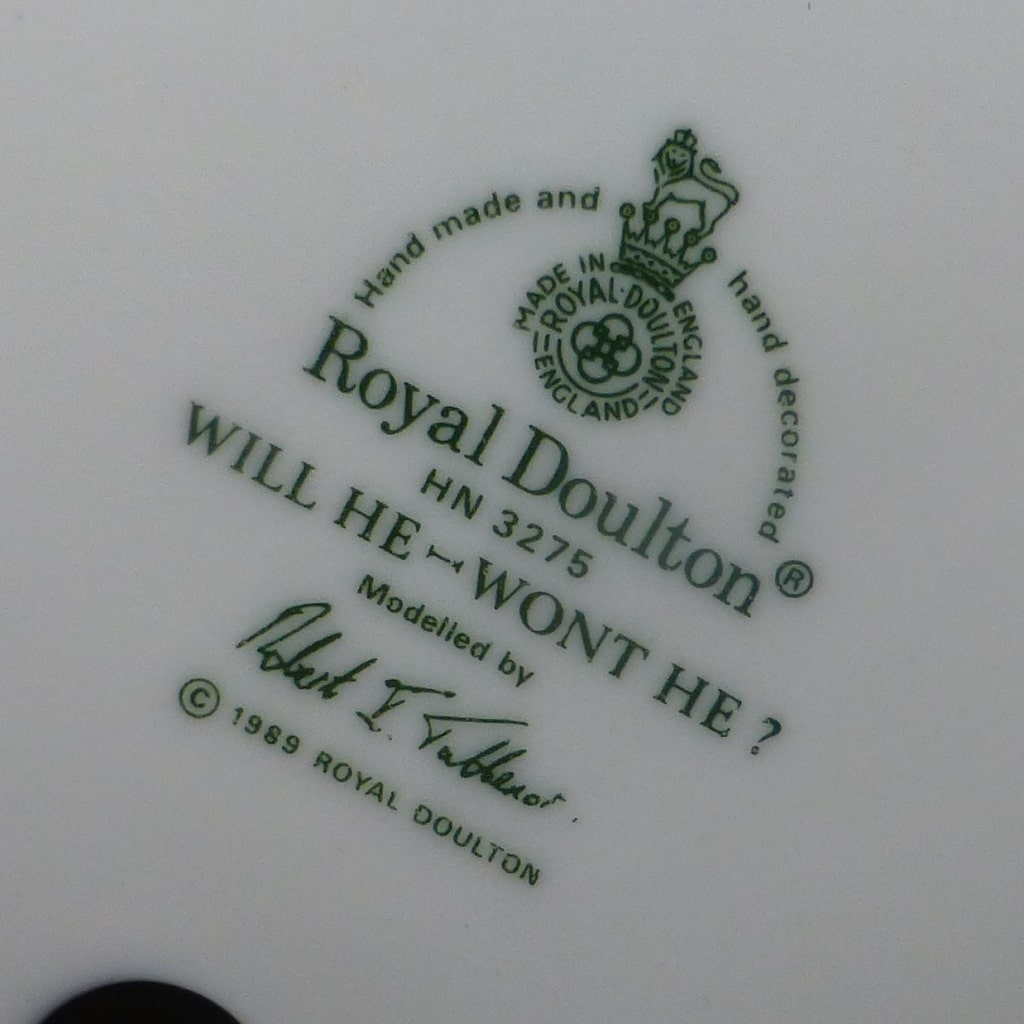 Hand made and hand decorated
MADE IN ENGLAND
ROYAL·DOULTON
ENGLAND
Royal Doulton ®
HN 3275
WILL HE - WONT HE ?
Modelled by
Robert I. Tabbenor.
© 1989 ROYAL DOULTON